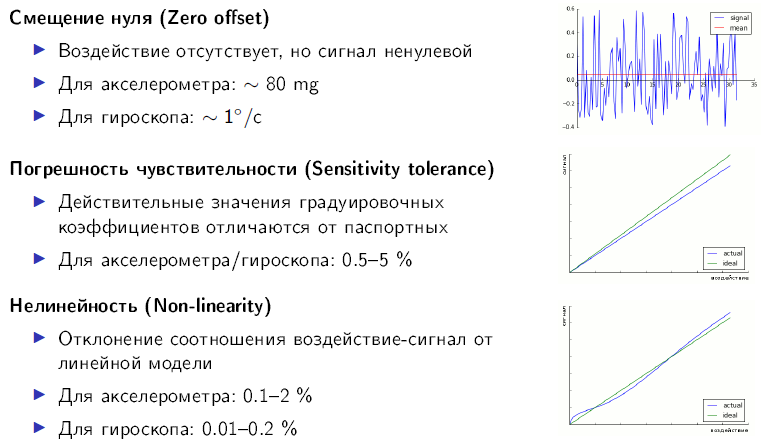 Смещение нуля (Zero offset)
▶ Воздействие отсутствует, но сигнал ненулевой
▶ Для акселерометра: ∼ 80 mg
▶ Для гироскопа: ∼ 1°/с
0.6
0.4
0.2
0.0
−0.2
−0.4
0 5 10 15 20 25 30 35
signal
mean
Погрешность чувствительности (Sensitivity tolerance)
▶ Действительные значения градуировочных
коэффициентов отличаются от паспортных
▶ Для акселерометра/гироскопа: 0.5–5 %
сигнал
actual
ideal
воздействие
Нелинейность (Non-linearity)
▶ Отклонение соотношения воздействие-сигнал от
линейной модели
▶ Для акселерометра: 0.1–2 %
▶ Для гироскопа: 0.01–0.2 %
сигнал
actual
ideal
воздействие